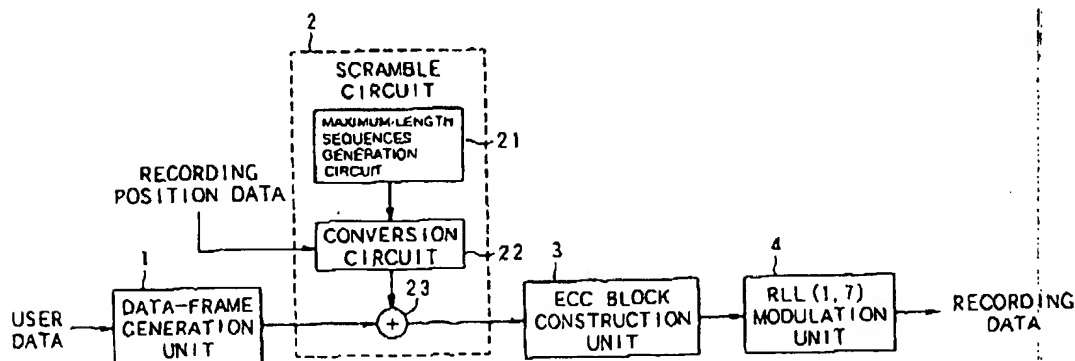 2
SCRAMBLE
CIRCUIT
MAXIMUM-LENGTH
SEQUENCES
GENERATION
CIRCUIT
21
RECORDING
POSITION DATA
CONVERSION
CIRCUIT
22
1
23
3
4
USER
DATA
DATA-FRAME
GENERATION
UNIT
+
ECC BLOCK
CONSTRUCTION
UNIT
RLL(1,7)
MODULATION
UNIT
RECORDING
DATA